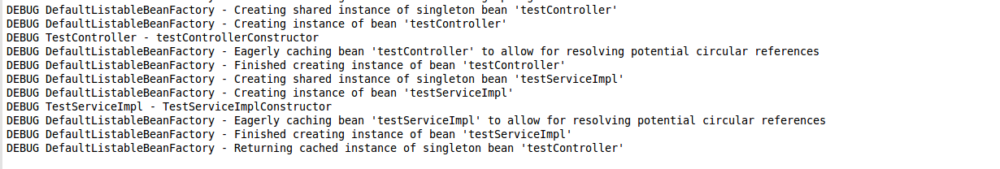 DEBUG DefaultListableBeanFactory - Creating shared instance of singleton bean 'testController'
DEBUG DefaultListableBeanFactory - Creating instance of bean 'testController'
DEBUG TestController - testControllerConstructor
DEBUG DefaultListableBeanFactory - Eagerly caching bean 'testController' to allow for resolving potential circular references
DEBUG DefaultListableBeanFactory - Finished creating instance of bean 'testController'
DEBUG DefaultListableBeanFactory - Creating shared instance of singleton bean 'testServiceImpl'
DEBUG DefaultListableBeanFactory - Creating instance of bean 'testServiceImpl'
DEBUG TestServiceImpl - TestServiceImplConstructor
DEBUG DefaultListableBeanFactory - Eagerly caching bean 'testServiceImpl' to allow for resolving potential circular references
DEBUG DefaultListableBeanFactory - Finished creating instance of bean 'testServiceImpl'
DEBUG DefaultListableBeanFactory - Returning cached instance of singleton bean 'testController'